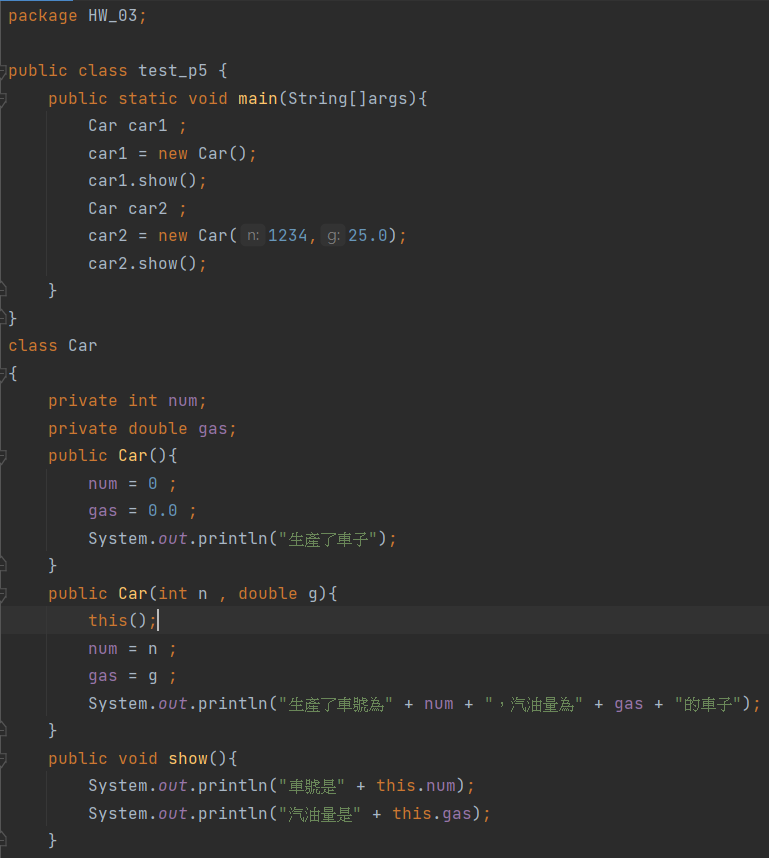 package HW_03;
public class test_p5 {
public static void main(String[]args){
Car car1 ;
car1 = new Car();
car1.show();
Car car2 ;
car2 = new Car( n: 1234, g: 25.0);
car2.show();
}
}
class Car
{
private int num;
private double gas;
public Car(){
num = 0 ;
gas = 0.0 ;
System.out.println("生產了車子");
}
public Car(int n , double g){
this();
num = n ;
gas = g ;
System.out.println("生產了車號為" + num + "，汽油量為" + gas + "的車子");
}
public void show(){
System.out.println("車號是" + this.num);
System.out.println("汽油量是" + this.gas);
}